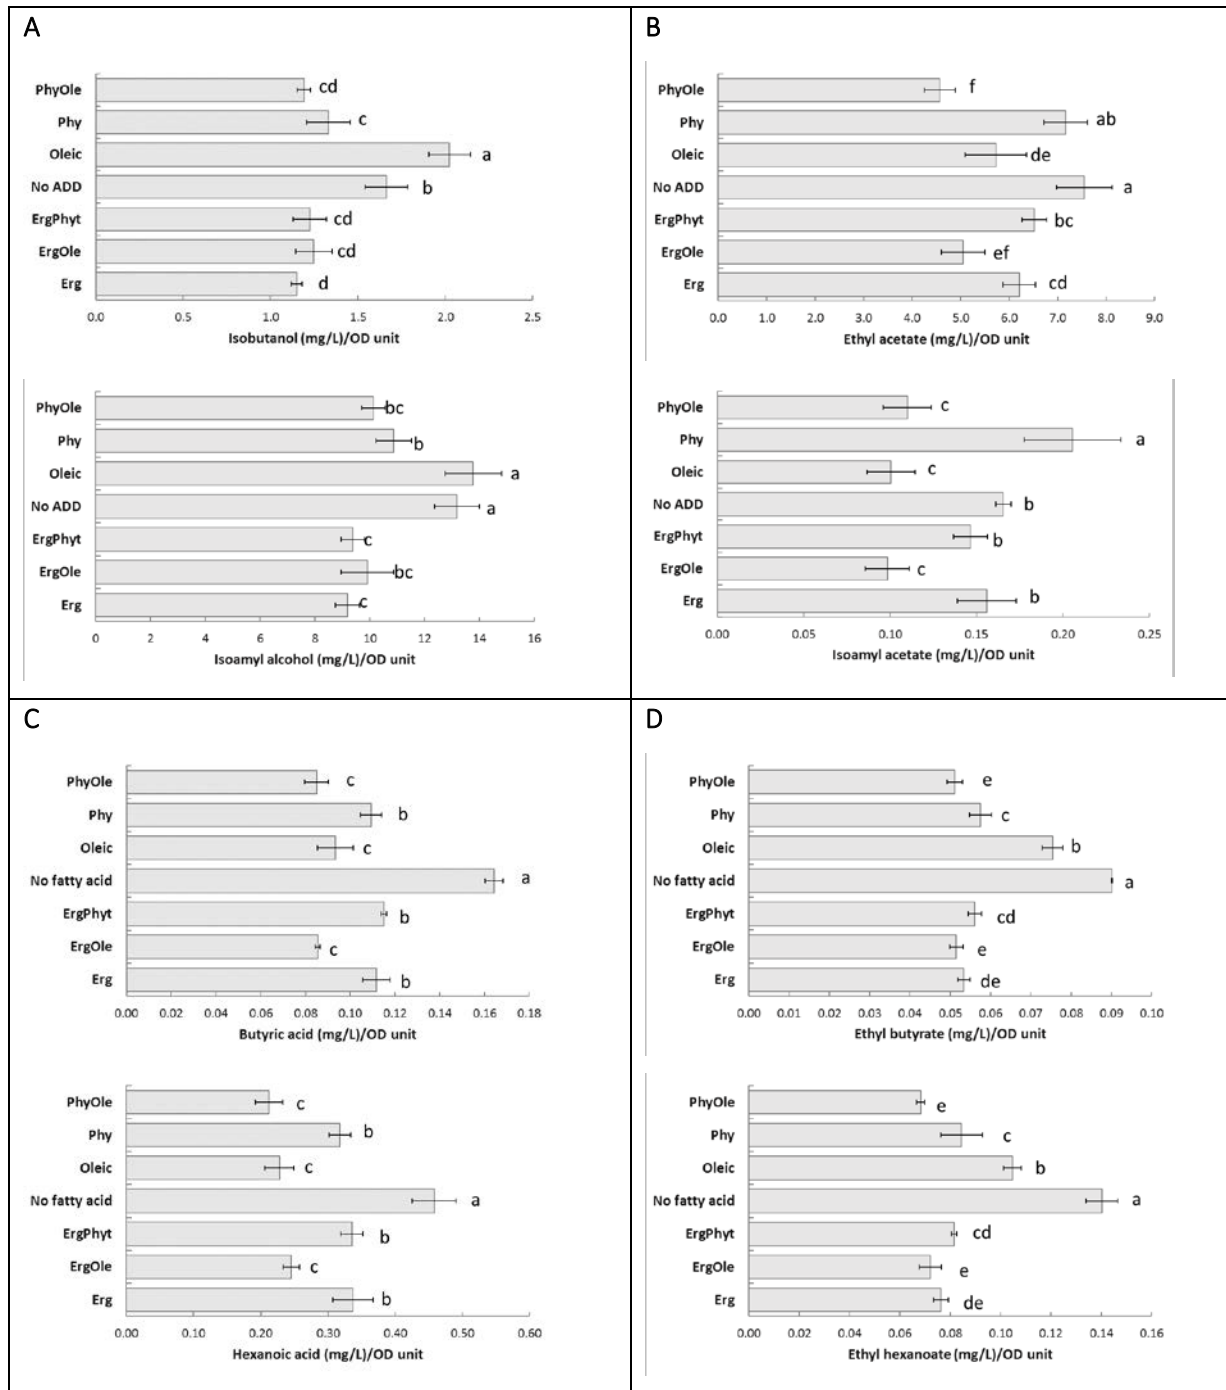 A
PhyOle
cd
Phy
c
Oleic
a
No ADD
b
ErgPhyt
cd
ErgOle
cd
Erg
d
0.0 0.5 1.0 1.5 2.0 2.5
Isobutanol (mg/L)/OD unit
PhyOle
bc
Phy
b
Oleic
a
No ADD
a
ErgPhyt
c
ErgOle
bc
Erg
c
0 2 4 6 8 10 12 14 16
Isoamyl alcohol (mg/L)/OD unit
B
PhyOle
f
Phy
ab
Oleic
de
No ADD
a
ErgPhyt
bc
ErgOle
ef
Erg
cd
0.0 1.0 2.0 3.0 4.0 5.0 6.0 7.0 8.0 9.0
Ethyl acetate (mg/L)/OD unit
PhyOle
c
Phy
a
Oleic
c
No ADD
b
ErgPhyt
b
ErgOle
c
Erg
b
0.00 0.05 0.10 0.15 0.20 0.25
Isoamyl acetate (mg/L)/OD unit
C
PhyOle
c
Phy
b
Oleic
c
No fatty acid
a
ErgPhyt
b
ErgOle
c
Erg
b
0.00 0.02 0.04 0.06 0.08 0.10 0.12 0.14 0.16 0.18
Butyric acid (mg/L)/OD unit
PhyOle
c
Phy
b
Oleic
c
No fatty acid
a
ErgPhyt
b
ErgOle
c
Erg
b
0.00 0.10 0.20 0.30 0.40 0.50 0.60
Hexanoic acid (mg/L)/OD unit
D
PhyOle
e
Phy
c
Oleic
b
No fatty acid
a
ErgPhyt
cd
ErgOle
e
Erg
de
0.00 0.01 0.02 0.03 0.04 0.05 0.06 0.07 0.08 0.09 0.10
Ethyl butyrate (mg/L)/OD unit
PhyOle
e
Phy
c
Oleic
b
No fatty acid
a
ErgPhyt
cd
ErgOle
e
Erg
de
0.00 0.02 0.04 0.06 0.08 0.10 0.12 0.14 0.16
Ethyl hexanoate (mg/L)/OD unit